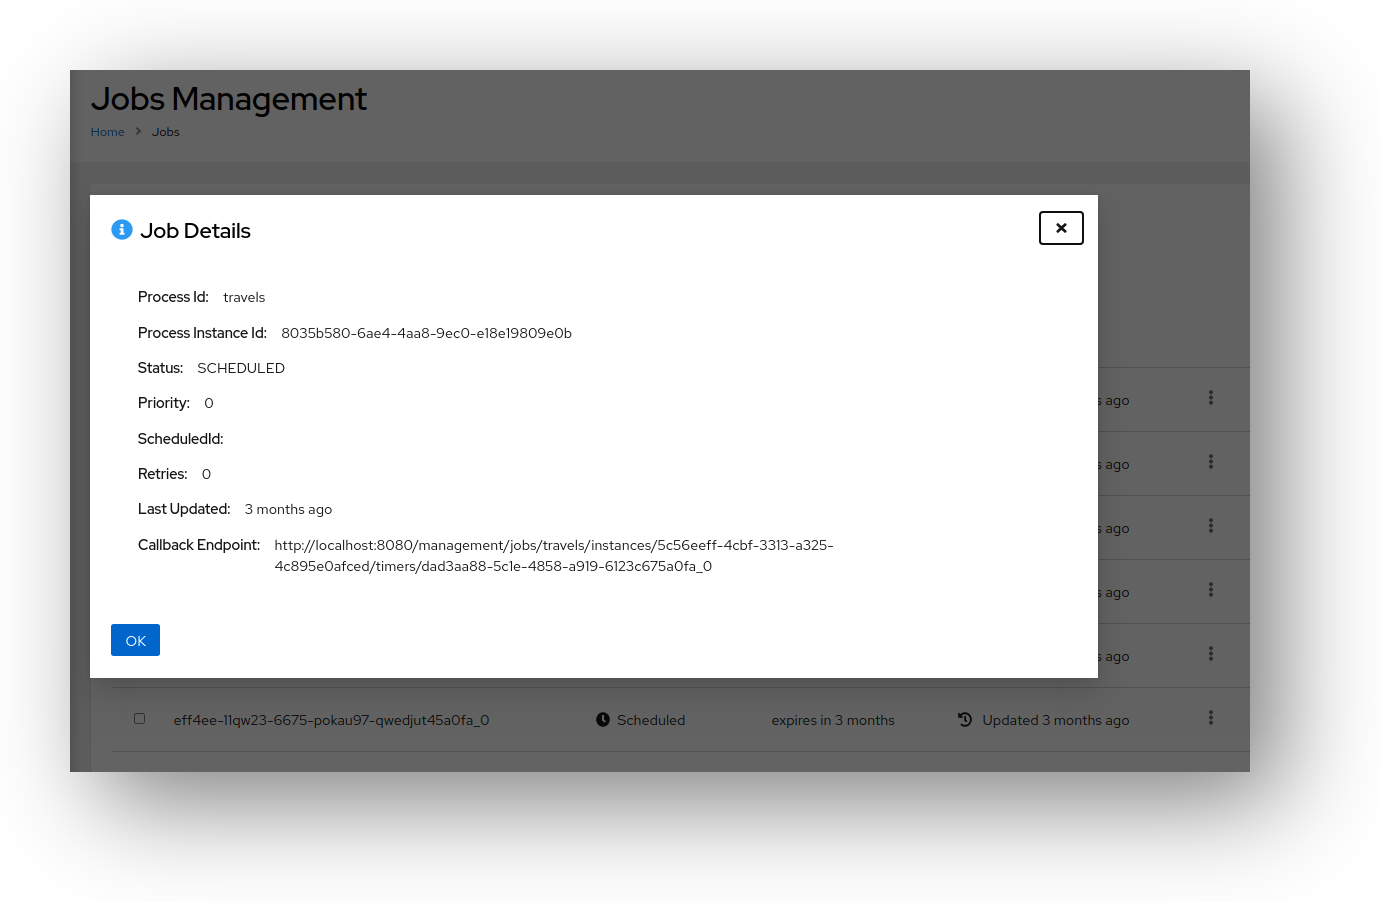 Jobs Management
Home > Jobs
Job Details
Process Id: travels
Process Instance Id: 8035b580-6ae4-4aa8-9ec0-e18e19809e0b
Status: SCHEDULED
Priority: 0
ScheduledId:
Retries: 0
Last Updated: 3 months ago
Callback Endpoint: http://localhost:8080/management/jobs/travels/instances/5c56eeff-4cbf-3313-a325-
4c895e0afced/timers/dad3aa88-5c1e-4858-a919-6123c675a0fa_0
OK
s ago
s ago
s ago
s ago
s ago
eff4ee-11qw23-6675-pokau97-qwedjut45a0fa_0 Scheduled expires in 3 months Updated 3 months ago